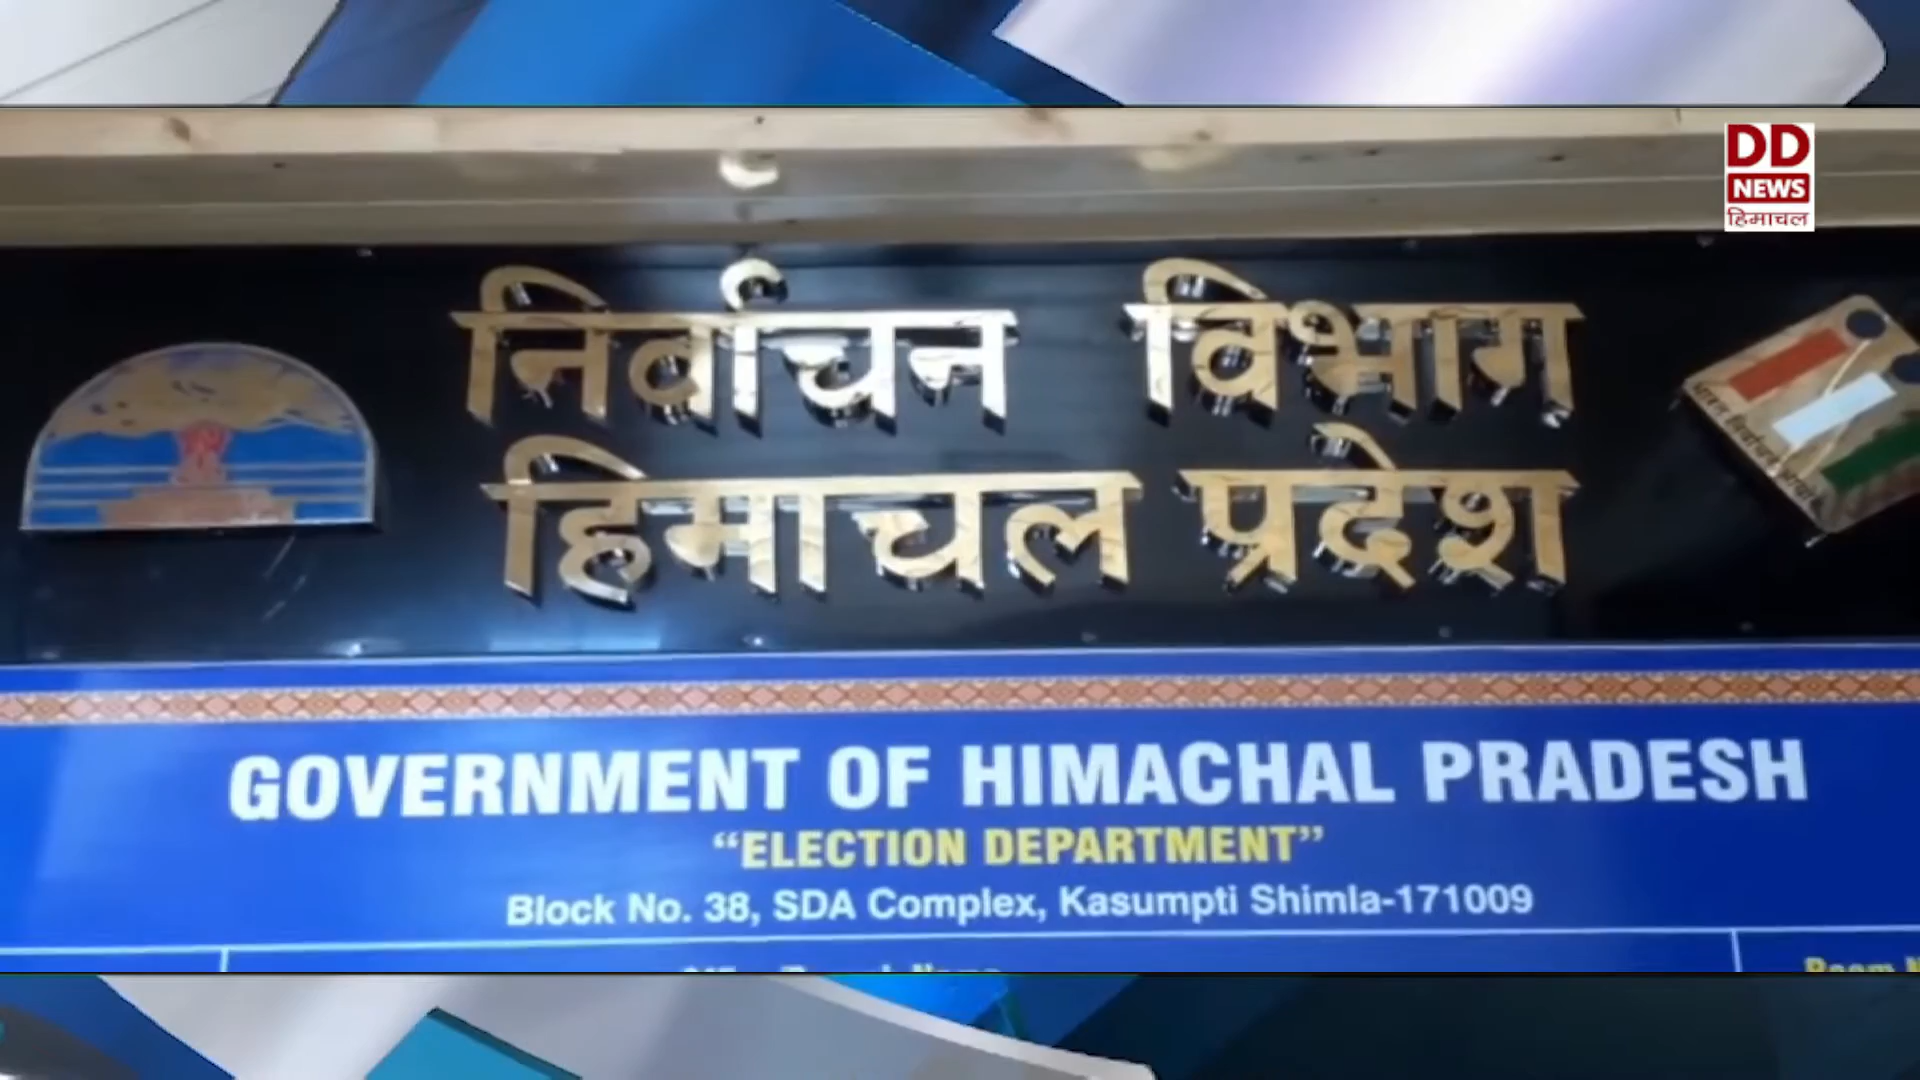 DD
NEWS
हिमाचल
निर्वाचन विभाग
हिमाचल प्रदेश
GOVERNMENT OF HIMACHAL PRADESH
“ELECTION DEPARTMENT”
Block No. 38, SDA Complex, Kasumpti Shimla-171009